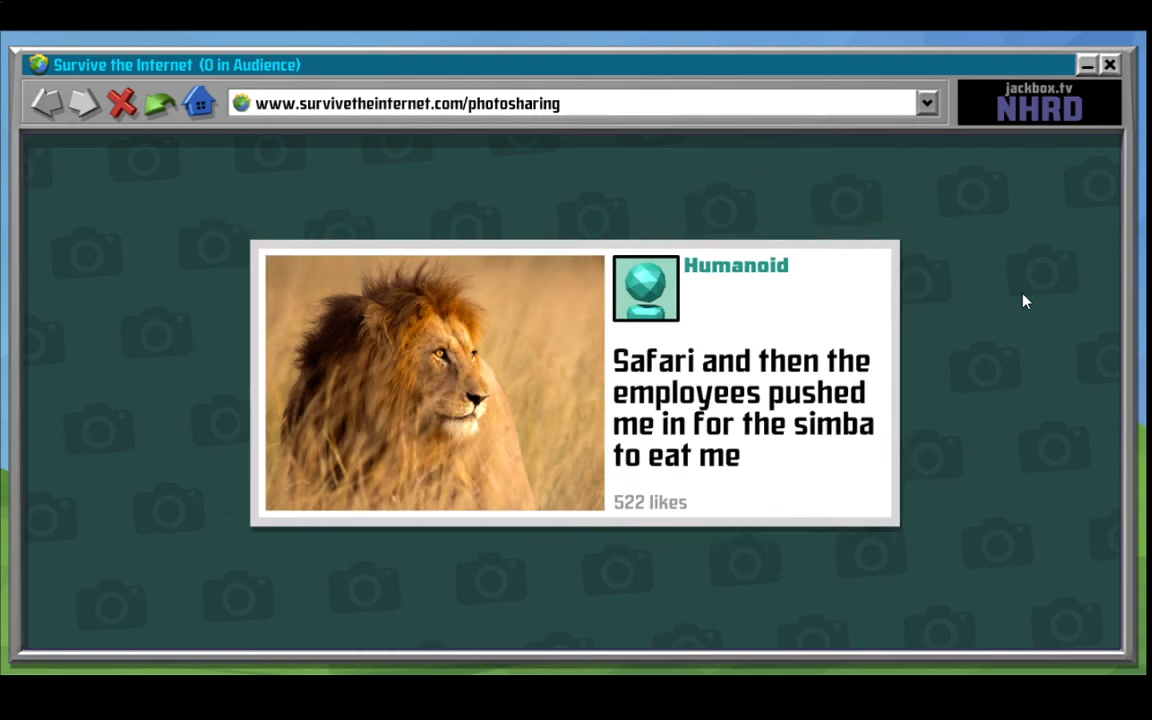 Survive the Internet (0 in Audience)
www.survivetheinternet.com/photosharing
jackbox.tv
NHRD
Humanoid
Safari and then the
employees pushed
me in for the simba
to eat me
522 likes